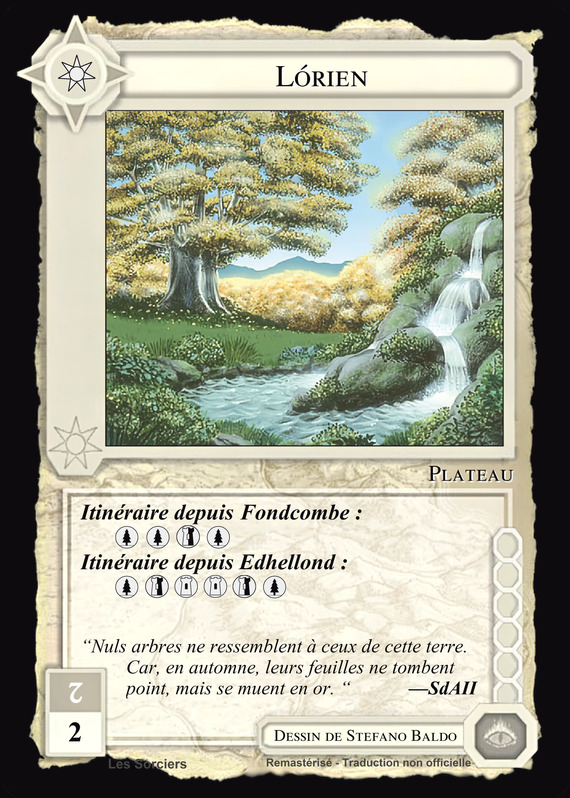 Lórien
Plateau
Itinéraire depuis Fondcombe :
Itinéraire depuis Edhellond :
“Nuls arbres ne ressemblent à ceux de cette terre.
Car, en automne, leurs feuilles ne tombent
point, mais se muent en or. “ —SdAII
2
2
Dessin de Stefano Baldo
Les Sorciers
Remastérisé - Traduction non officielle